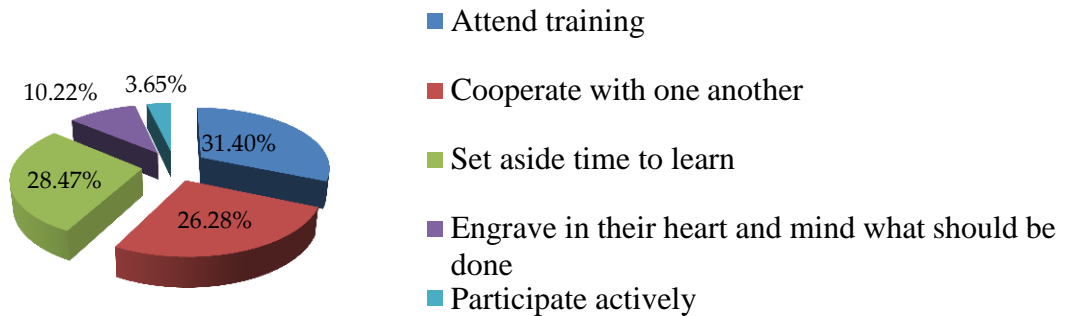 Attend training
3.65%
10.22%
Cooperate with one another
31.40%
Set aside time to learn
28.47%
26.28%
Engrave in their heart and mind what should be
done
Participate actively